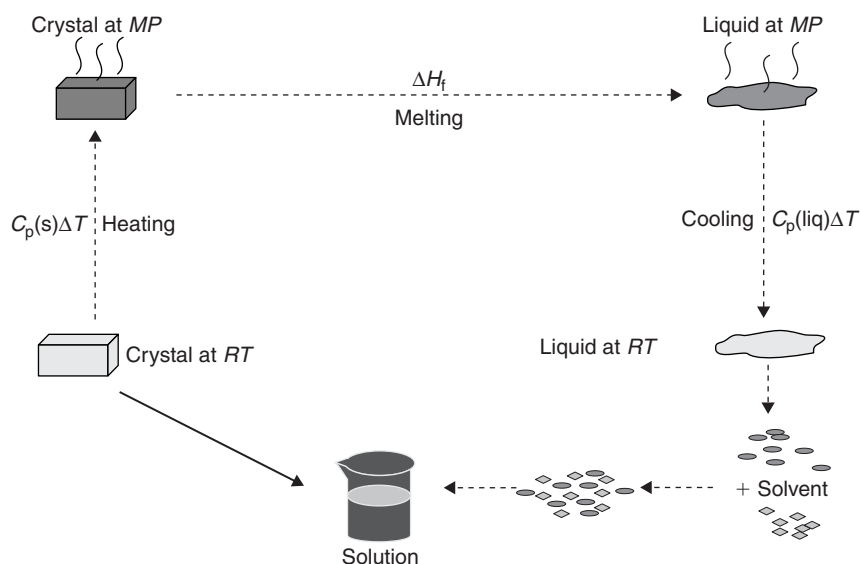 Crystal at MP
Liquid at MP
ΔHf
Melting
Cp(s)ΔT Heating
Cooling Cp(liq)ΔT
Crystal at RT
Liquid at RT
+ Solvent
Solution